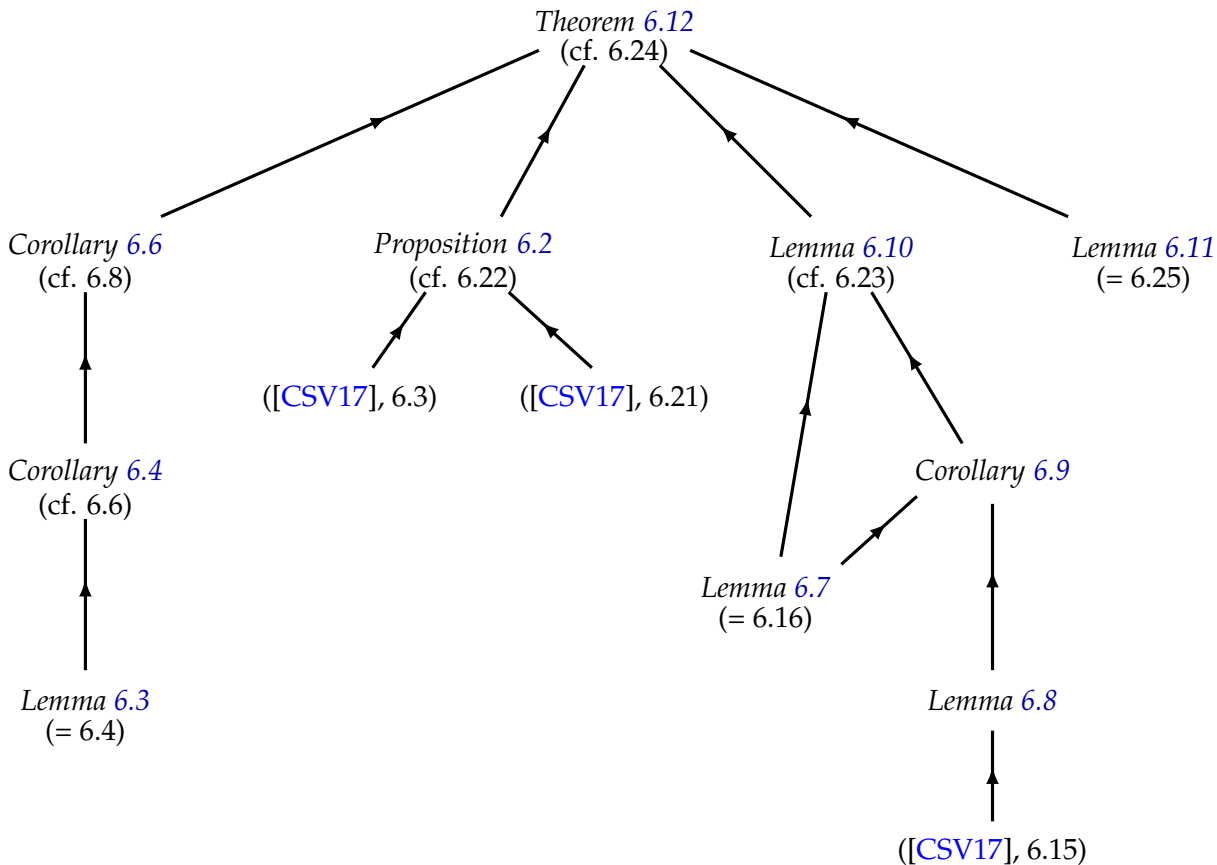 Theorem 6.12
(cf. 6.24)
Corollary 6.6
(cf. 6.8)
Proposition 6.2
(cf. 6.22)
Lemma 6.10
(cf. 6.23)
Lemma 6.11
(= 6.25)
([CSV17], 6.3)
([CSV17], 6.21)
Corollary 6.4
(cf. 6.6)
Corollary 6.9
Lemma 6.7
(= 6.16)
Lemma 6.3
(= 6.4)
Lemma 6.8
([CSV17], 6.15)